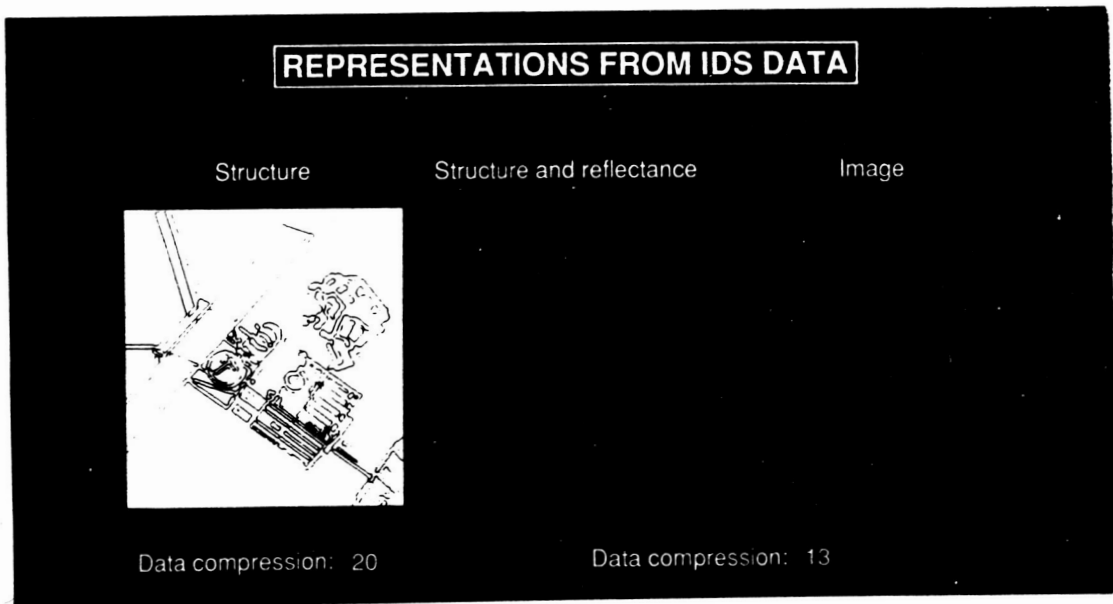 REPRESENTATIONS FROM IDS DATA
Structure Structure and reflectance Image
Data compression: 20 Data compression: 13